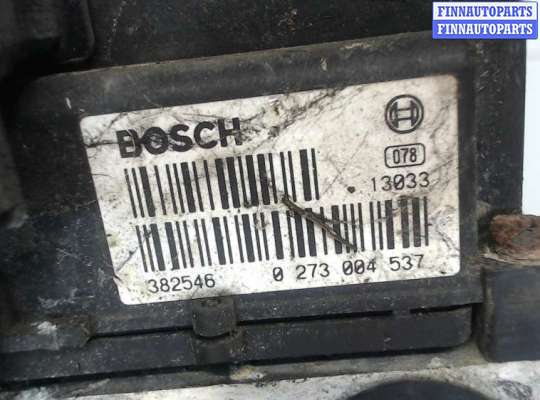 FINNAUTOPARTS
FINNAUTOPARTS
BOSCH
078
13033
382546 0 273 004 537